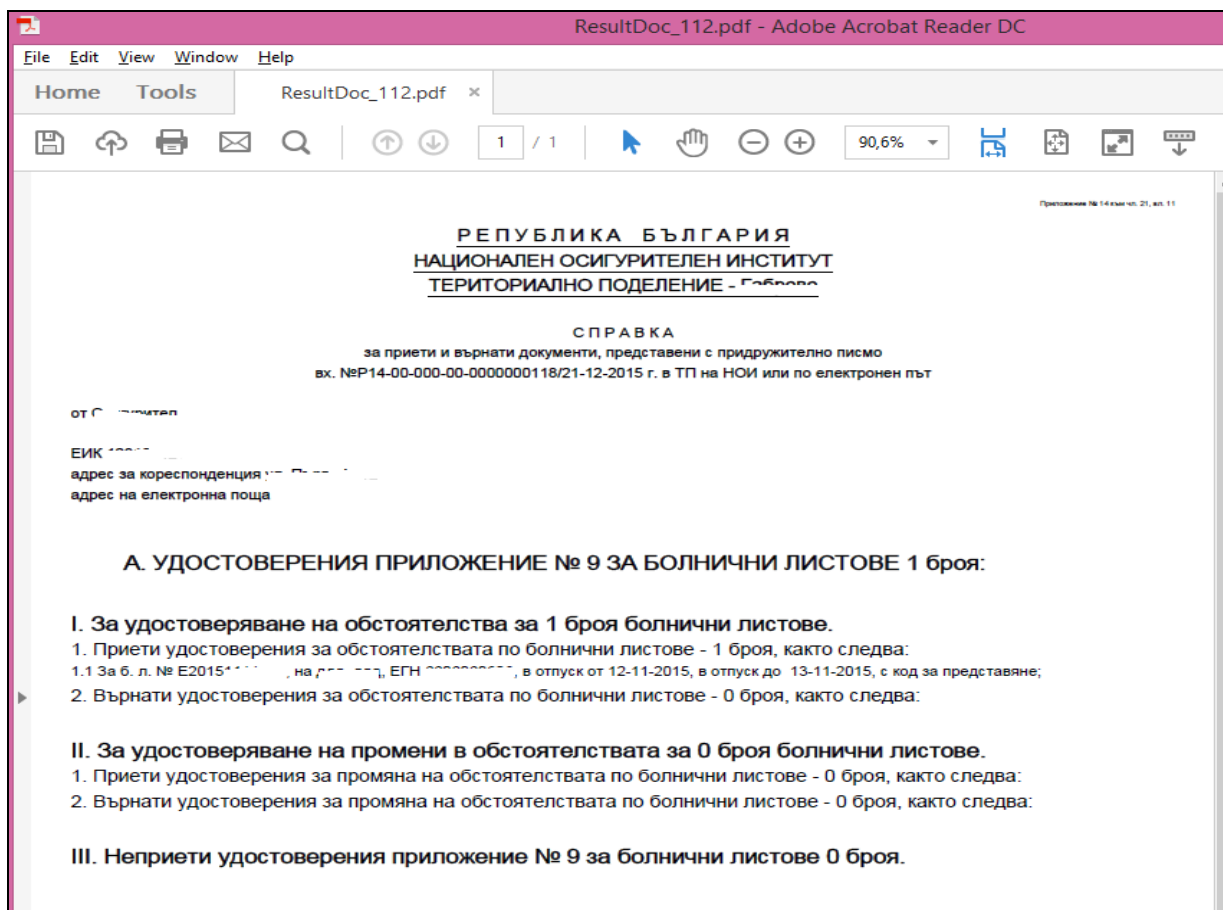 ResultDoc_112.pdf - Adobe Acrobat Reader DC
File Edit View Window Help
Home Tools ResultDoc_112.pdf ×
1 / 1 90,6%
Приложение № 14 към чл. 21, ал. 11
Р Е П У Б Л И К А Б Ъ Л Г А Р И Я
НАЦИОНАЛЕН ОСИГУРИТЕЛЕН ИНСТИТУТ
ТЕРИТОРИАЛНО ПОДЕЛЕНИЕ -
С П Р А В К А
за приети и върнати документи, представени с придружително писмо
вх. №Р14-00-000-00-0000000118/21-12-2015 г. в ТП на НОИ или по електронен път
от
ЕИК
адрес за кореспонденция
адрес на електронна поща
А. УДОСТОВЕРЕНИЯ ПРИЛОЖЕНИЕ № 9 ЗА БОЛНИЧНИ ЛИСТОВЕ 1 броя:
I. За удостоверяване на обстоятелства за 1 броя болнични листове.
1. Приети удостоверения за обстоятелствата по болнични листове - 1 броя, както следва:
1.1 За б. л. № , на , ЕГН , в отпуск от 12-11-2015, в отпуск до 13-11-2015, с код за представяне;
2. Върнати удостоверения за обстоятелствата по болнични листове - 0 броя, както следва:
II. За удостоверяване на промени в обстоятелствата за 0 броя болнични листове.
1. Приети удостоверения за промяна на обстоятелствата по болнични листове - 0 броя, както следва:
2. Върнати удостоверения за промяна на обстоятелствата по болнични листове - 0 броя, както следва:
III. Неприети удостоверения приложение № 9 за болнични листове 0 броя.